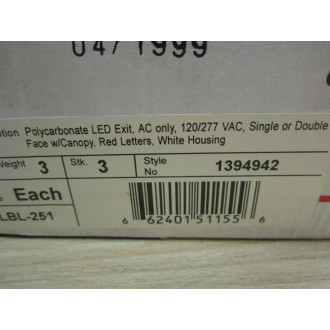 04/1999
tion Polycarbonate LED Exit, AC only, 120/277 VAC, Single or Double
Face w/Canopy, Red Letters, White Housing
Weight 3 Stk. 3 Style No 1394942
Each
LBL-251
6 62401 51155 6